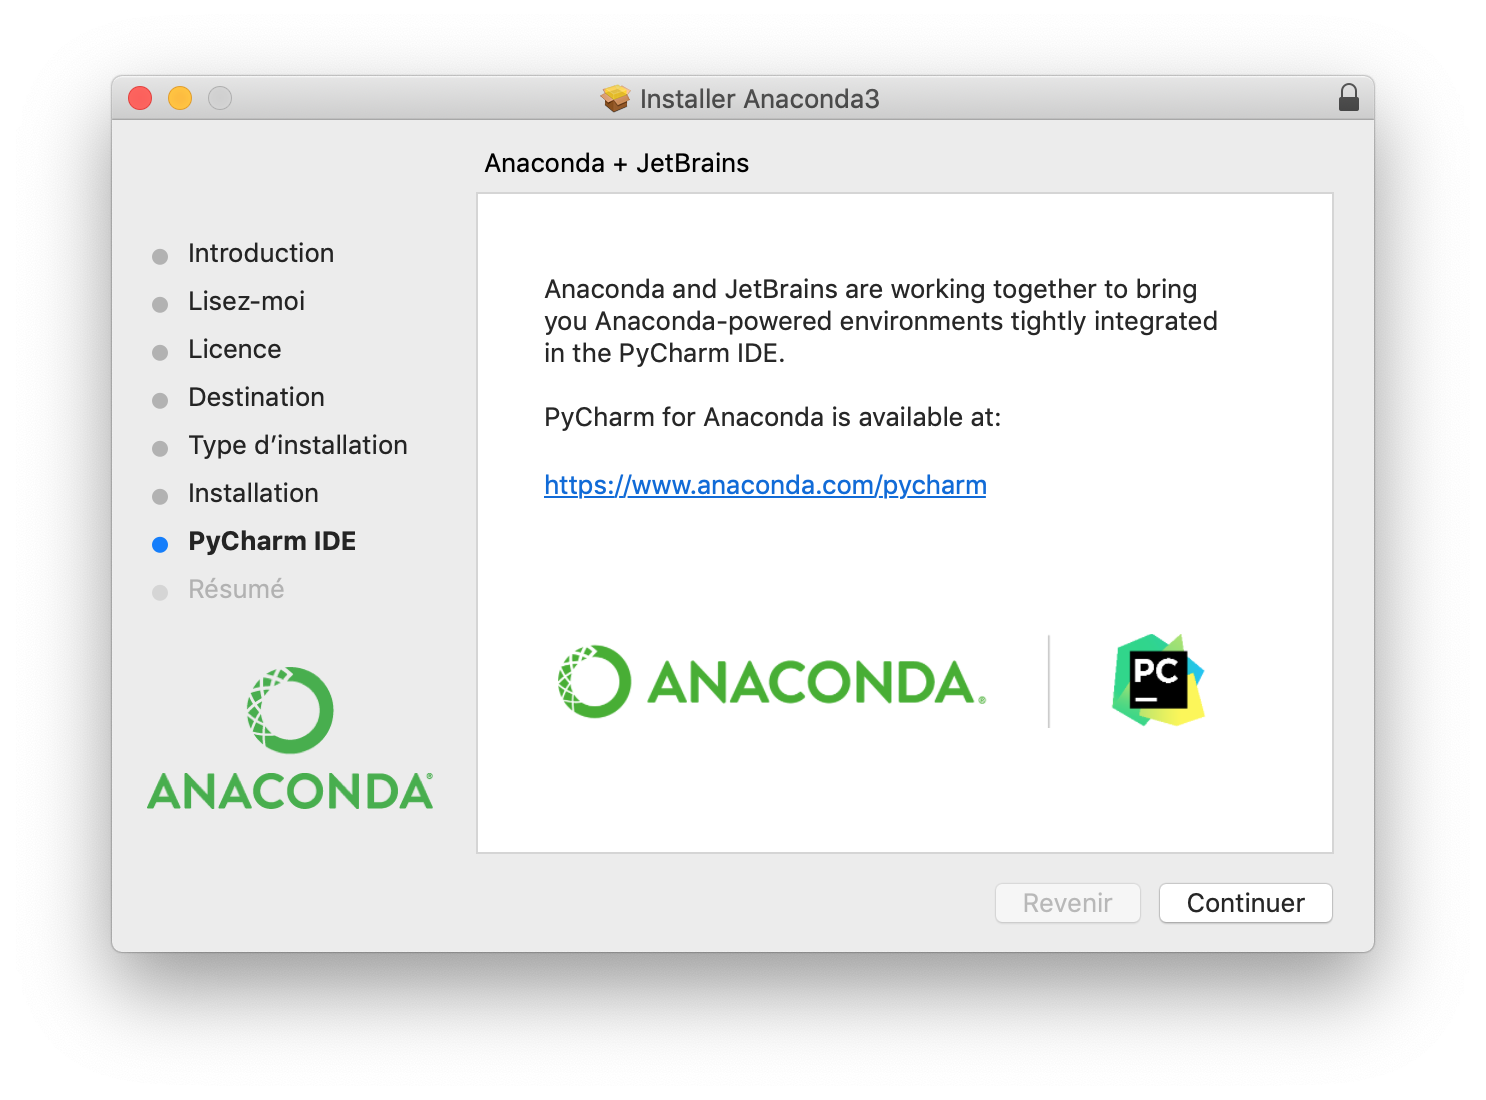 Installer Anaconda3
Anaconda + JetBrains
Introduction
Lisez-moi
Licence
Destination
Type d’installation
Installation
PyCharm IDE
Résumé
ANACONDA®
Anaconda and JetBrains are working together to bring
you Anaconda-powered environments tightly integrated
in the PyCharm IDE.
PyCharm for Anaconda is available at:
https://www.anaconda.com/pycharm
ANACONDA®
PC
Revenir
Continuer